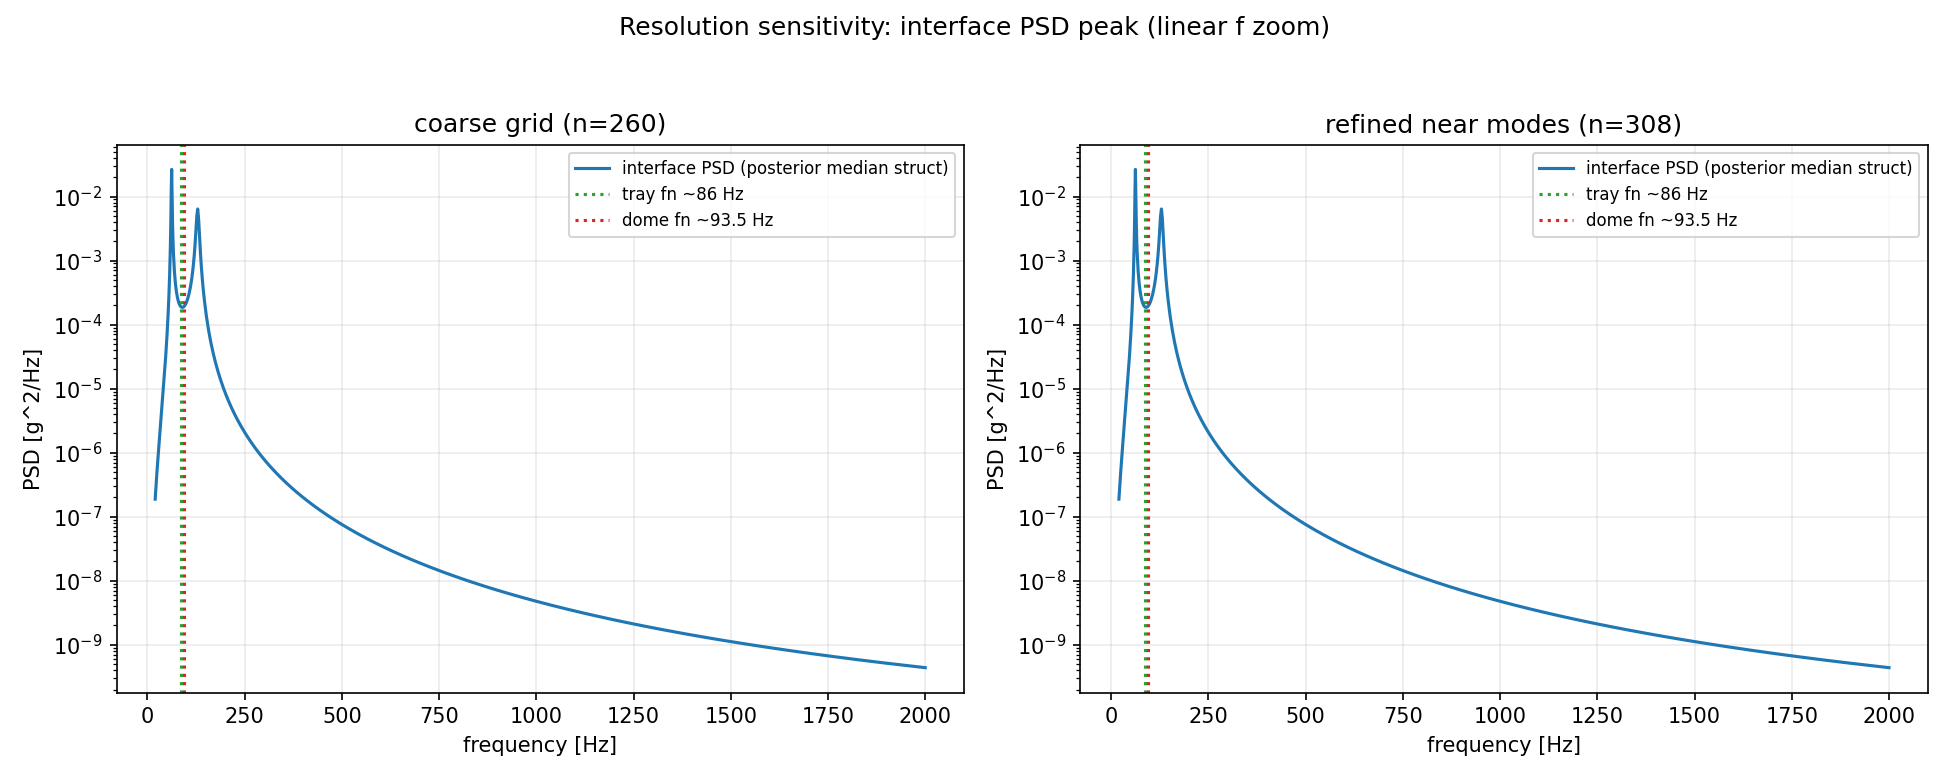 Resolution sensitivity: interface PSD peak (linear f zoom)
coarse grid (n=260)
interface PSD (posterior median struct)
tray fn ~86 Hz
dome fn ~93.5 Hz
10^-2
10^-3
10^-4
10^-5
10^-6
10^-7
10^-8
10^-9
PSD [g^2/Hz]
0 250 500 750 1000 1250 1500 1750 2000
frequency [Hz]
refined near modes (n=308)
interface PSD (posterior median struct)
tray fn ~86 Hz
dome fn ~93.5 Hz
10^-2
10^-3
10^-4
10^-5
10^-6
10^-7
10^-8
10^-9
PSD [g^2/Hz]
0 250 500 750 1000 1250 1500 1750 2000
frequency [Hz]